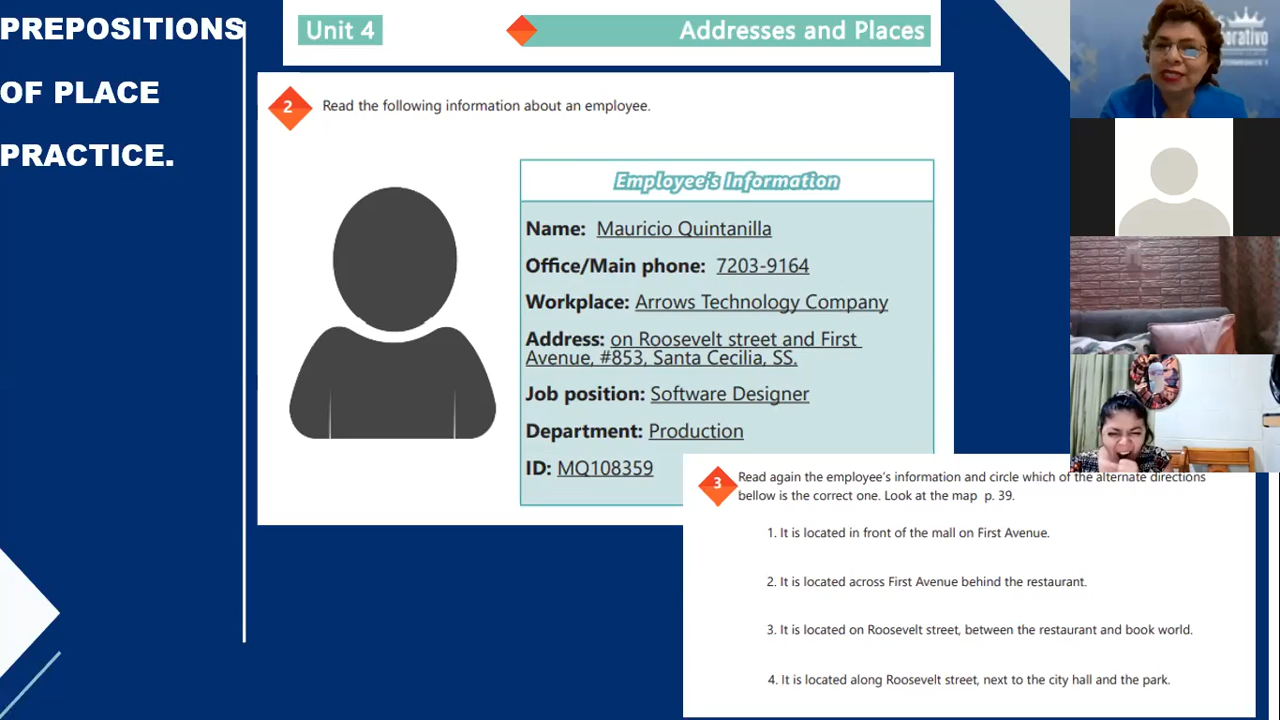 PREPOSITIONS
OF PLACE
PRACTICE.
Unit 4
Addresses and Places
2
Read the following information about an employee.
Employee's Information
Name: Mauricio Quintanilla
Office/Main phone: 7203-9164
Workplace: Arrows Technology Company
Address: on Roosevelt street and First
Avenue, #853, Santa Cecilia, SS.
Job position: Software Designer
Department: Production
ID: MQ108359
3
Read again the employee's information and circle which of the alternate directions
bellow is the correct one. Look at the map p. 39.
1. It is located in front of the mall on First Avenue.
2. It is located across First Avenue behind the restaurant.
3. It is located on Roosevelt street, between the restaurant and book world.
4. It is located along Roosevelt street, next to the city hall and the park.